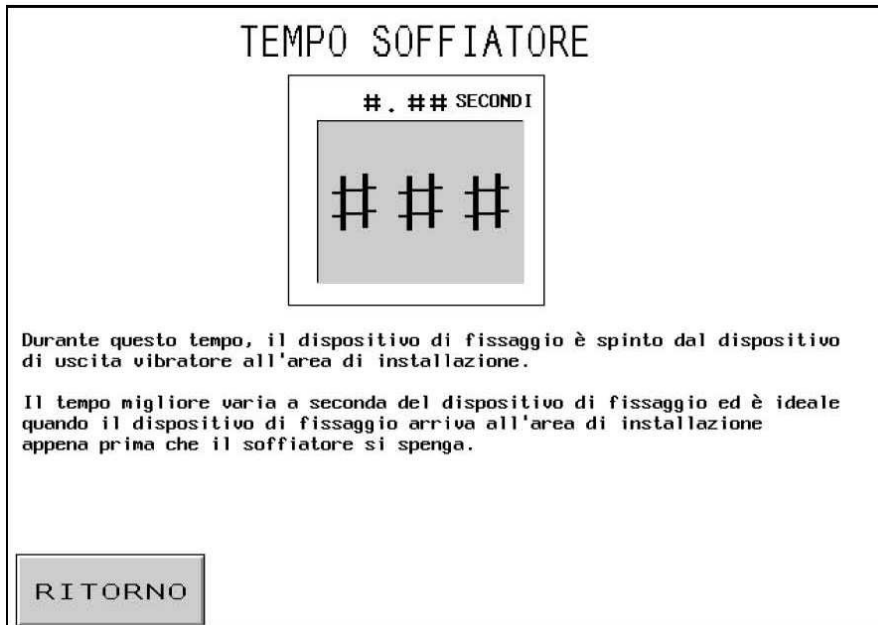 TEMPO SOFFIATORE
#.## SECONDI
###
Durante questo tempo, il dispositivo di fissaggio è spinto dal dispositivo
di uscita vibratore all'area di installazione.
Il tempo migliore varia a seconda del dispositivo di fissaggio ed è ideale
quando il dispositivo di fissaggio arriva all'area di installazione
appena prima che il soffiatore si spenga.
RITORNO